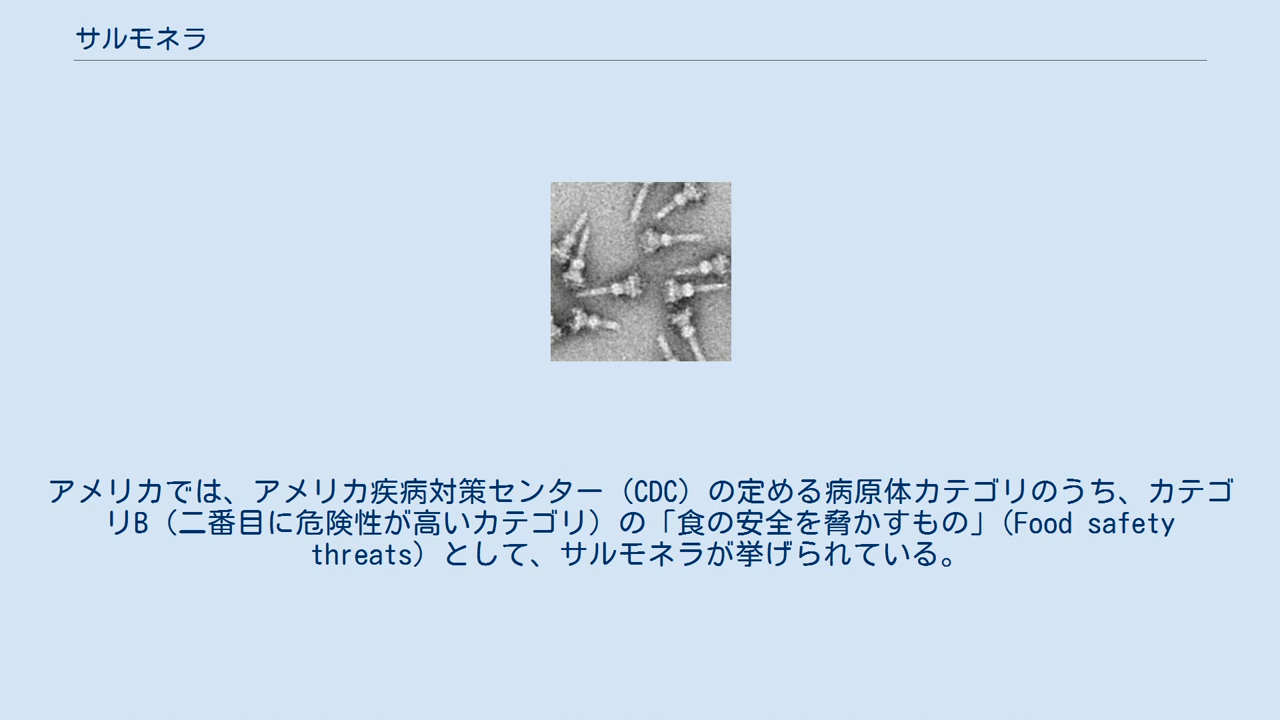 サルモネラ
アメリカでは、アメリカ疾病対策センター（CDC）の定める病原体カテゴリのうち、カテゴ
リB（二番目に危険性が高いカテゴリ）の「食の安全を脅かすもの」（Food safety
threats）として、サルモネラが挙げられている。